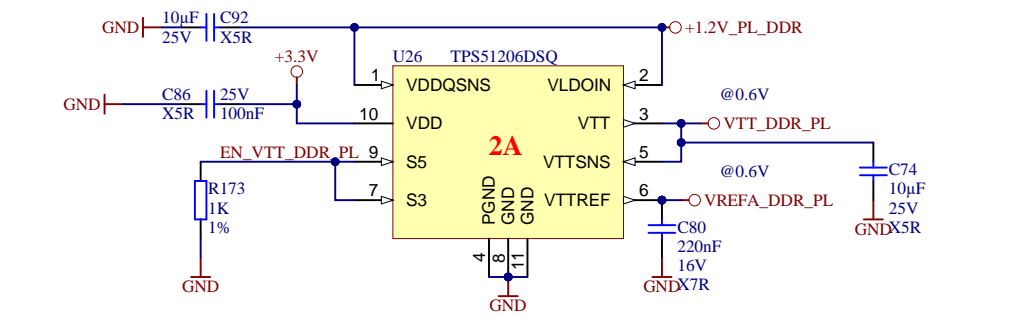 GND
10µF
25V
C92
X5R
+1.2V_PL_DDR
+3.3V
U26
TPS51206DSQ
GND
C86
X5R
25V
100nF
1
VDDQSNS
VLDOIN
2
@0.6V
10
VDD
VTT
3
VTT_DDR_PL
2A
EN_VTT_DDR_PL
9
S5
VTTSNS
5
@0.6V
C74
10µF
25V
X5R
GND
R173
1K
1%
GND
7
S3
VTTREF
6
VREFA_DDR_PL
PGND
GND
GND
C80
220nF
16V
X7R
GND
4
8
11
GND